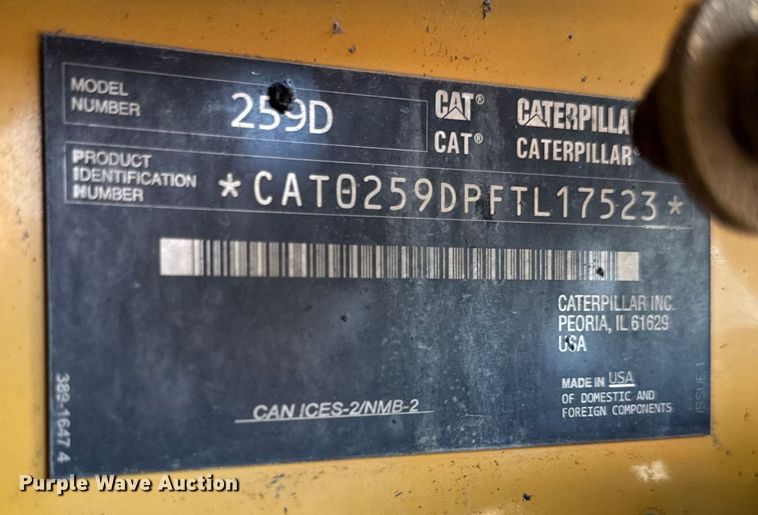 MODEL
NUMBER
259D
CAT®
CAT®
CATERPILLA
CATERPILLAR®
PRODUCT
IDENTIFICATION
NUMBER
*CAT0259DPFTL17523*
CATERPILLAR INC.
PEORIA, IL 61629
USA
MADE IN USA
OF DOMESTIC AND
FOREIGN COMPONENTS
CAN ICES-2/NMB-2
389-1647 4
ISSUE 1
Purple Wave Auction